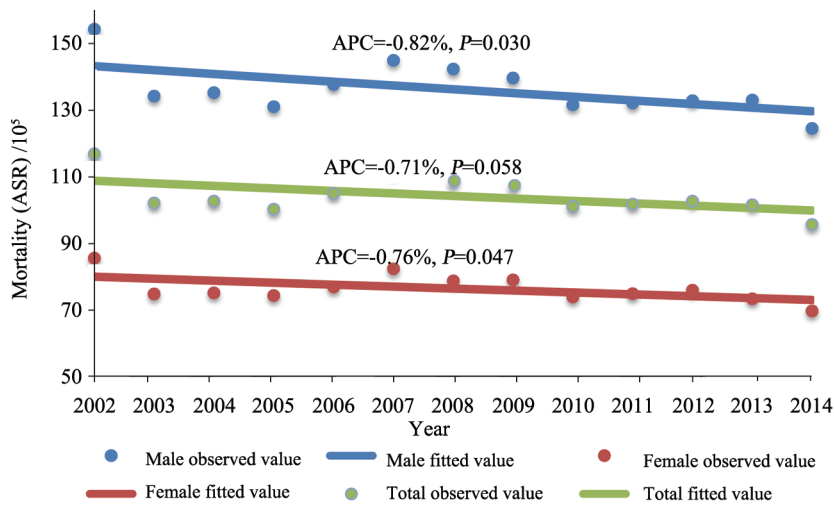 150
130
110
90
70
50
Mortality (ASR) /10⁵
APC=-0.82%, P=0.030
APC=-0.71%, P=0.058
APC=-0.76%, P=0.047
2002 2003 2004 2005 2006 2007 2008 2009 2010 2011 2012 2013 2014
Year
Male observed value Male fitted value Female observed value
Female fitted value Total observed value Total fitted value